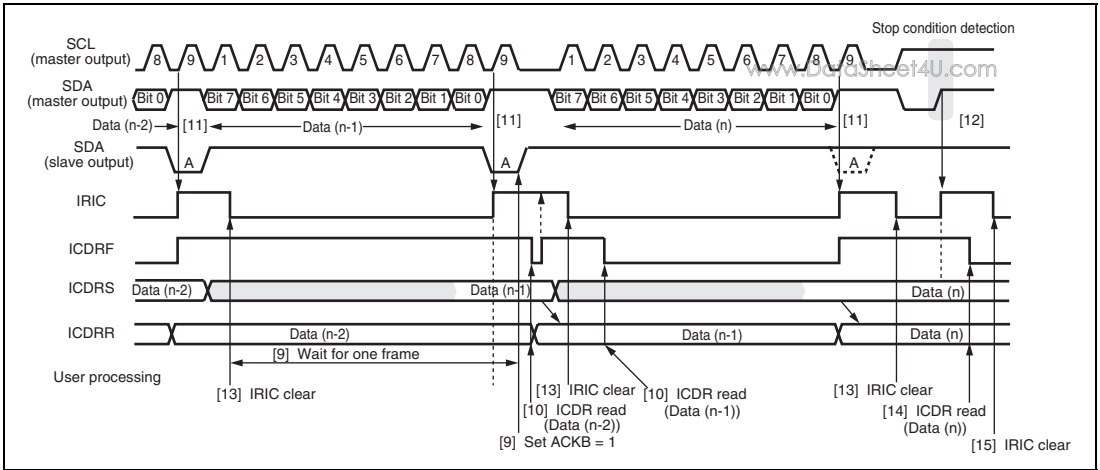 Stop condition detection
SCL
(master output)
8 9 1 2 3 4 5 6 7 8 9 1 2 3 4 5 6 7 8 9
www.DataSheet4U.com
SDA
(master output)
Bit 0 Bit 7 Bit 6 Bit 5 Bit 4 Bit 3 Bit 2 Bit 1 Bit 0 Bit 7 Bit 6 Bit 5 Bit 4 Bit 3 Bit 2 Bit 1 Bit 0
Data (n-2) [11] Data (n-1) [11] Data (n) [11] [12]
SDA
(slave output)
A A A
IRIC
ICDRF
ICDRS Data (n-2) Data (n-1) Data (n)
ICDRR Data (n-2) Data (n-1) Data (n)
[9] Wait for one frame
User processing
[13] IRIC clear
[13] IRIC clear
[10] ICDR read
(Data (n-1))
[13] IRIC clear
[10] ICDR read
(Data (n-2))
[14] ICDR read
(Data (n))
[9] Set ACKB = 1
[15] IRIC clear